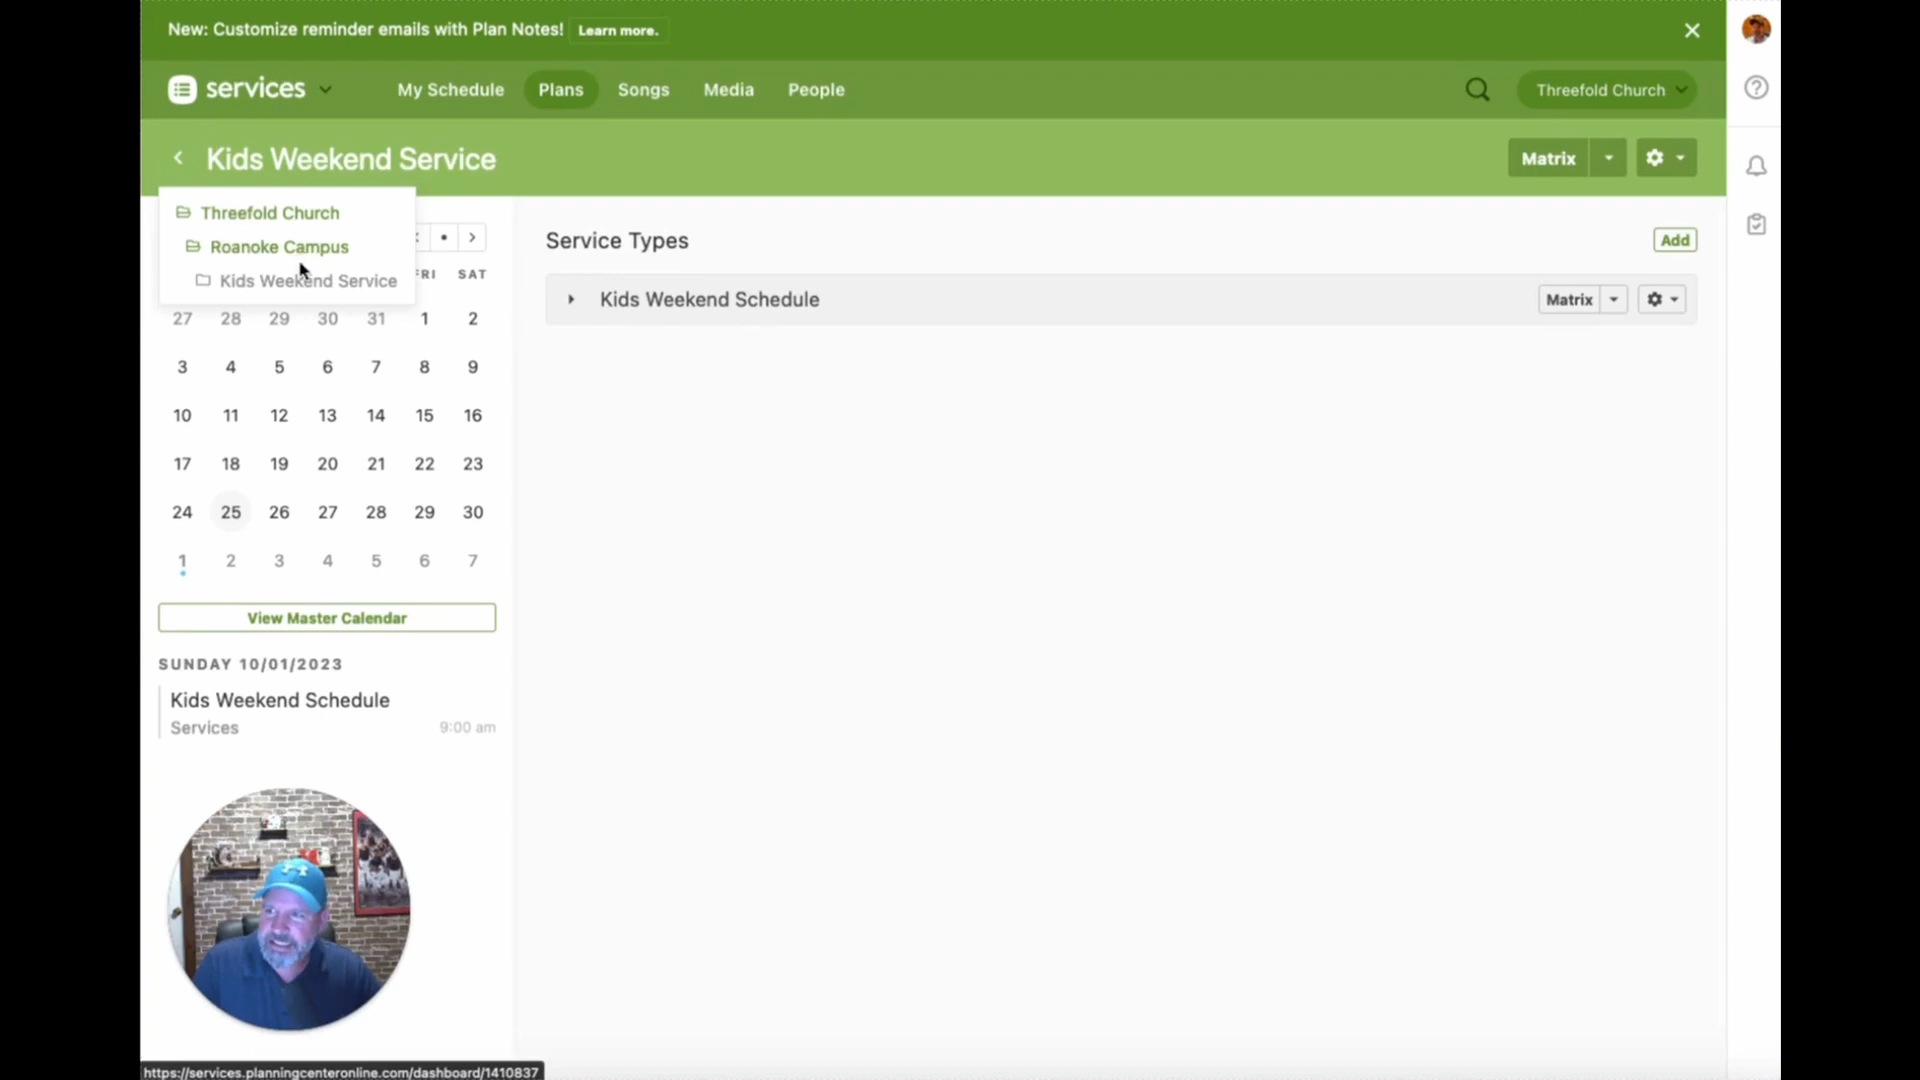 New: Customize reminder emails with Plan Notes! Learn more.
services My Schedule Plans Songs Media People Threefold Church
Kids Weekend Service Matrix
Threefold Church
Roanoke Campus
Kids Weekend Service
Service Types Add
FRI SAT
Kids Weekend Schedule Matrix
27 28 29 30 31 1 2
3 4 5 6 7 8 9
10 11 12 13 14 15 16
17 18 19 20 21 22 23
24 25 26 27 28 29 30
1 2 3 4 5 6 7
View Master Calendar
SUNDAY 10/01/2023
Kids Weekend Schedule
Services 9:00 am
https://services.planningcenteronline.com/dashboard/1410837